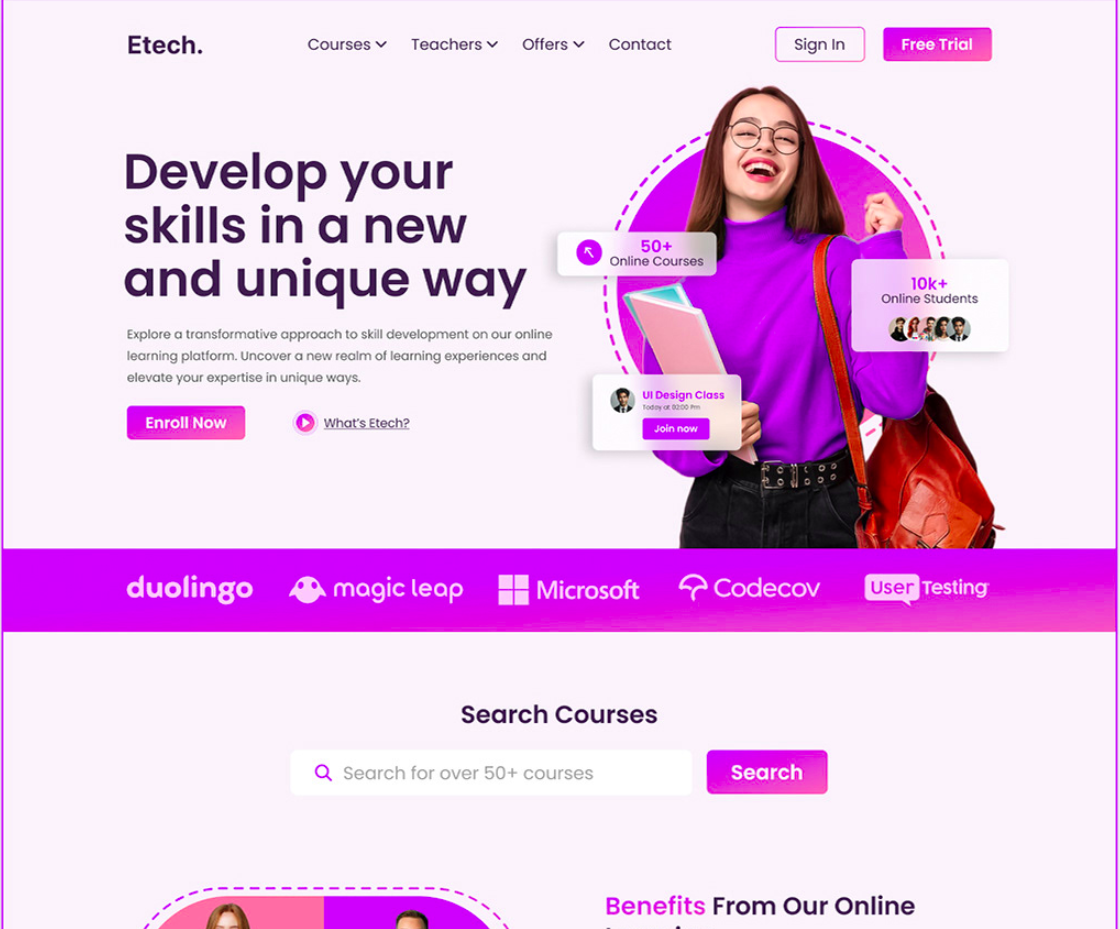 Etech.
Courses
Teachers
Offers
Contact
Sign In
Free Trial
Develop your
skills in a new
and unique way
Explore a transformative approach to skill development on our online
learning platform. Uncover a new realm of learning experiences and
elevate your expertise in unique ways.
Enroll Now
What's Etech?
50+
Online Courses
10k+
Online Students
UI Design Class
Today at 02:00 Pm
Join now
duolingo
magic leap
Microsoft
Codecov
User Testing
Search Courses
Search for over 50+ courses
Search
Benefits From Our Online